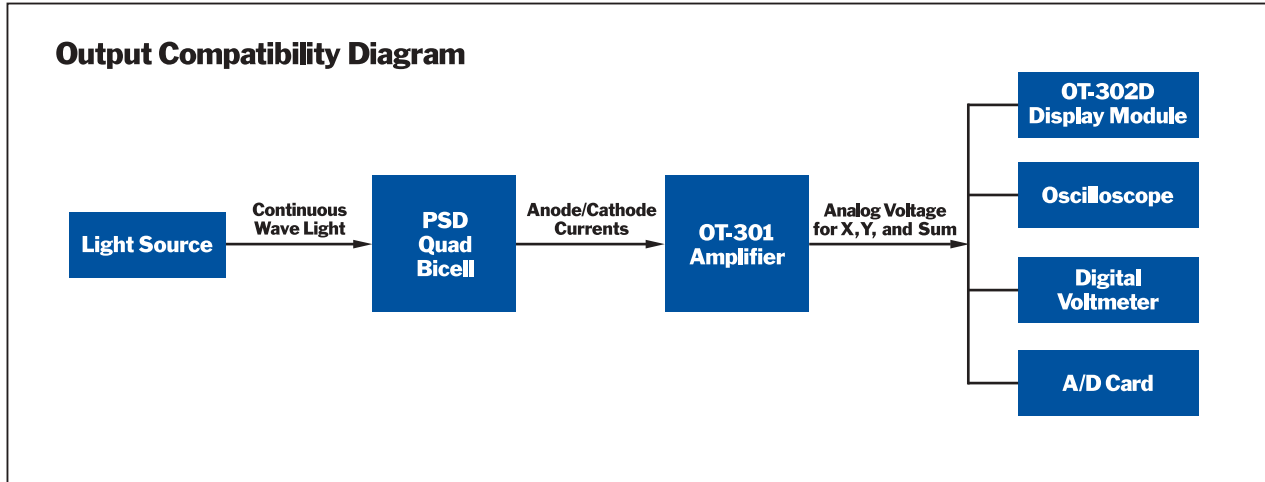 Output Compatibility Diagram
Light Source
Continuous
Wave Light
PSD
Quad
Bicell
Anode/Cathode
Currents
OT-301
Amplifier
Analog Voltage
for X,Y, and Sum
OT-302D
Display Module
Oscilloscope
Digital
Voltmeter
A/D Card